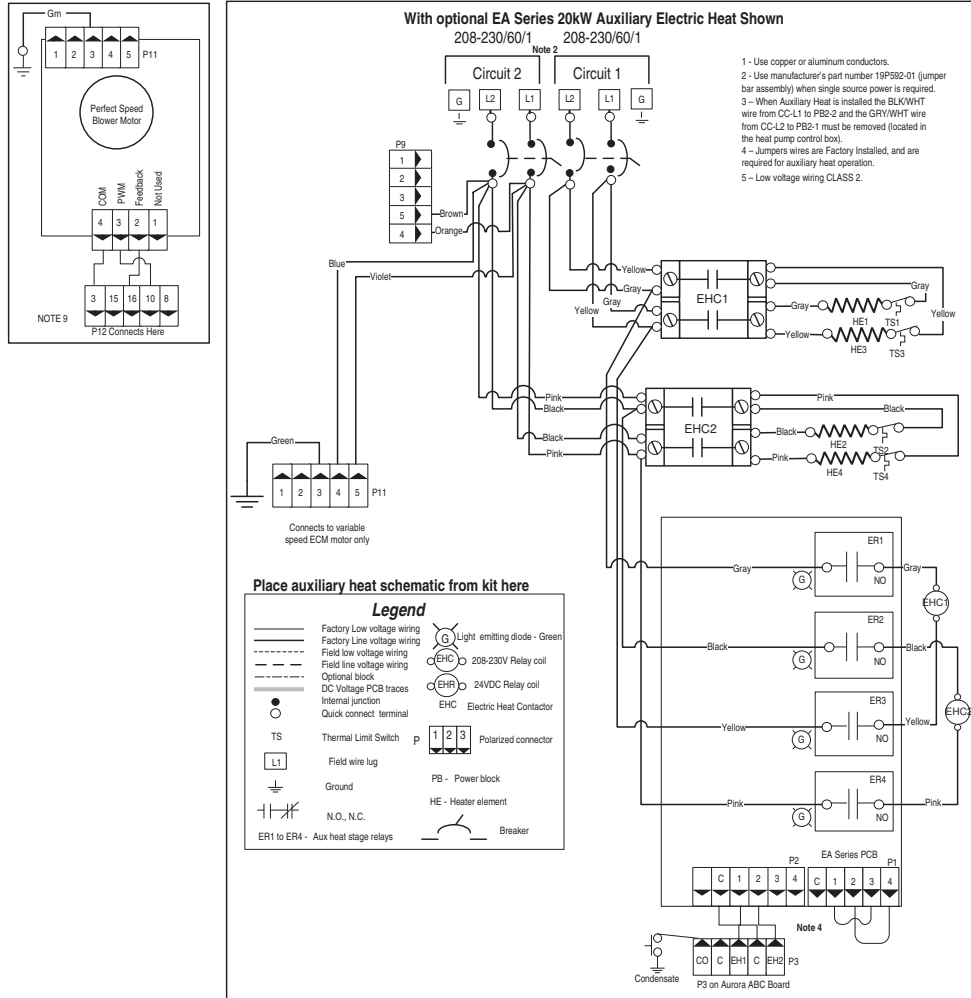 Grn
1 2 3 4 5 P11
Perfect Speed
Blower Motor
COM
PWM
Feedback
Not Used
4 3 2 1
3 15 16 10 8
NOTE 9
P12 Connects Here
With optional EA Series 20kW Auxiliary Electric Heat Shown
208-230/60/1 208-230/60/1
Note 2
Circuit 2 Circuit 1
G L2 L1 L2 L1 G
1 - Use copper or aluminum conductors.
2 - Use manufacturer's part number 19P592-01 (jumper
bar assembly) when single source power is required.
3 – When Auxiliary Heat is installed the BLK/WHT
wire from CC-L1 to PB2-2 and the GRY/WHT wire
from CC-L2 to PB2-1 must be removed (located in
the heat pump control box).
4 – Jumpers wires are Factory Installed, and are
required for auxiliary heat operation.
5 – Low voltage wiring CLASS 2.
P9
1
2
3
5
4
Brown
Orange
Blue
Violet
Yellow
Gray
Gray
Yellow
EHC1
Gray
Yellow
Gray
Yellow
HE1
TS1
HE3
TS3
Pink
Black
Black
Pink
EHC2
Pink
Black
Black
Pink
HE2
TS2
HE4
TS4
Green
1 2 3 4 5 P11
Connects to variable
speed ECM motor only
ER1
Gray
G
NO
Gray
EHC1
ER2
Black
G
NO
Black
EHC2
ER3
Yellow
G
NO
Yellow
ER4
Pink
G
NO
Pink
EA Series PCB
P2
C 1 2 3 4
P1
C 1 2 3 4
Note 4
Condensate
CO C EH1 C EH2 P3
P3 on Aurora ABC Board
Place auxiliary heat schematic from kit here
Legend
Factory Low voltage wiring
Factory Line voltage wiring
Field low voltage wiring
Field line voltage wiring
Optional block
DC Voltage PCB traces
Internal junction
Quick connect terminal
TS Thermal Limit Switch
L1 Field wire lug
Ground
N.O., N.C.
ER1 to ER4 - Aux heat stage relays
G Light emitting diode - Green
EHC 208-230V Relay coil
EHR 24VDC Relay coil
EHC Electric Heat Contactor
P 1 2 3 Polarized connector
PB - Power block
HE - Heater element
Breaker